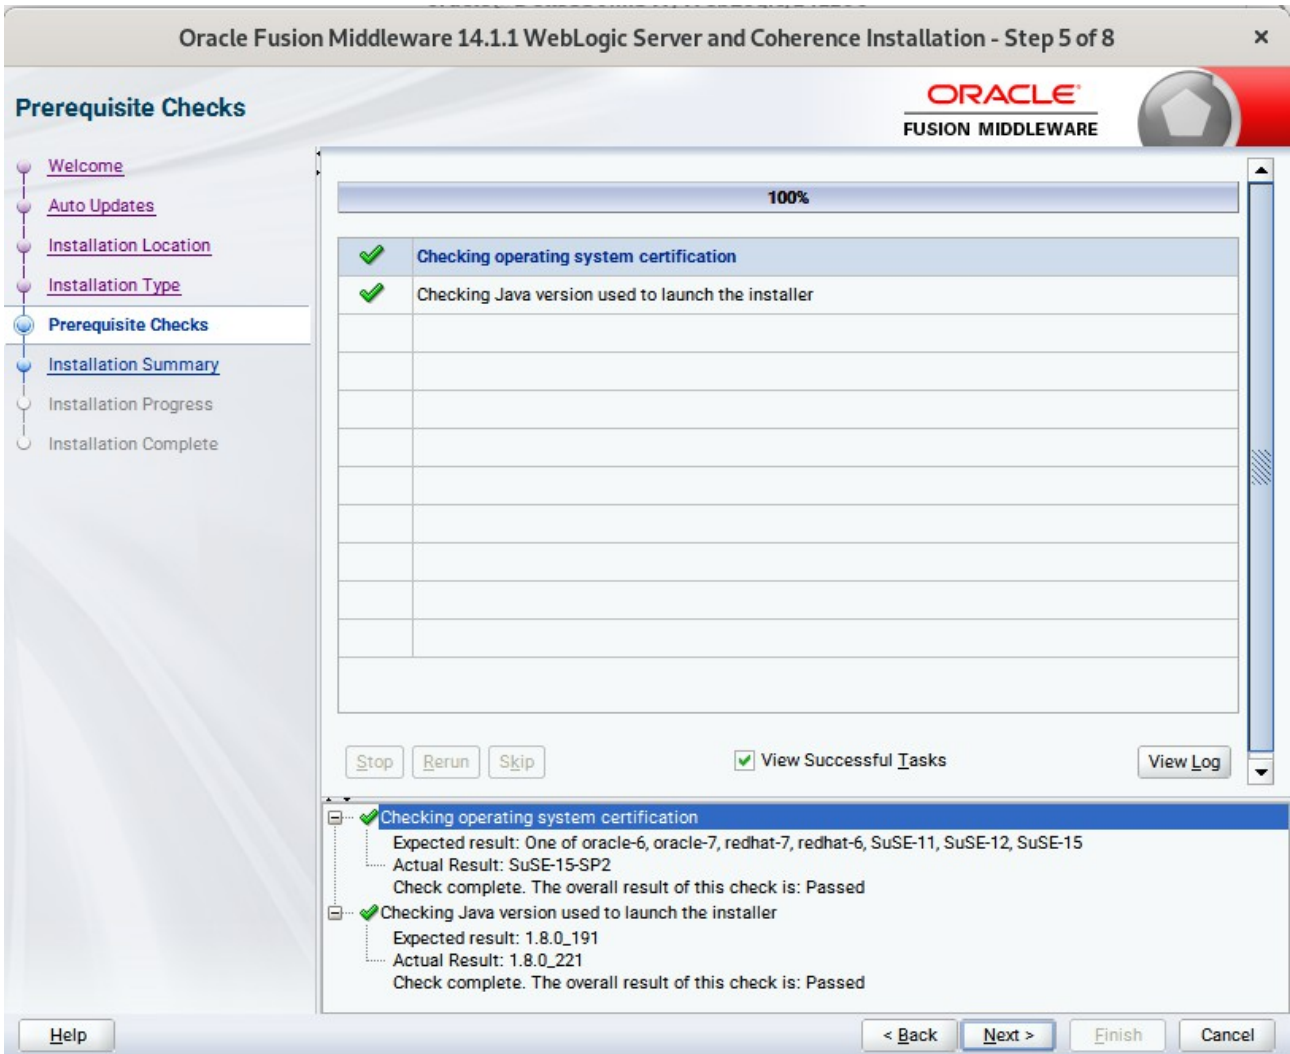 Oracle Fusion Middleware 14.1.1 WebLogic Server and Coherence Installation - Step 5 of 8
Prerequisite Checks
ORACLE
FUSION MIDDLEWARE
Welcome
Auto Updates
Installation Location
Installation Type
Prerequisite Checks
Installation Summary
Installation Progress
Installation Complete
100%
Checking operating system certification
Checking Java version used to launch the installer
Stop Rerun Skip View Successful Tasks View Log
Checking operating system certification
Expected result: One of oracle-6, oracle-7, redhat-7, redhat-6, SuSE-11, SuSE-12, SuSE-15
Actual Result: SuSE-15-SP2
Check complete. The overall result of this check is: Passed
Checking Java version used to launch the installer
Expected result: 1.8.0_191
Actual Result: 1.8.0_221
Check complete. The overall result of this check is: Passed
Help < Back Next > Finish Cancel